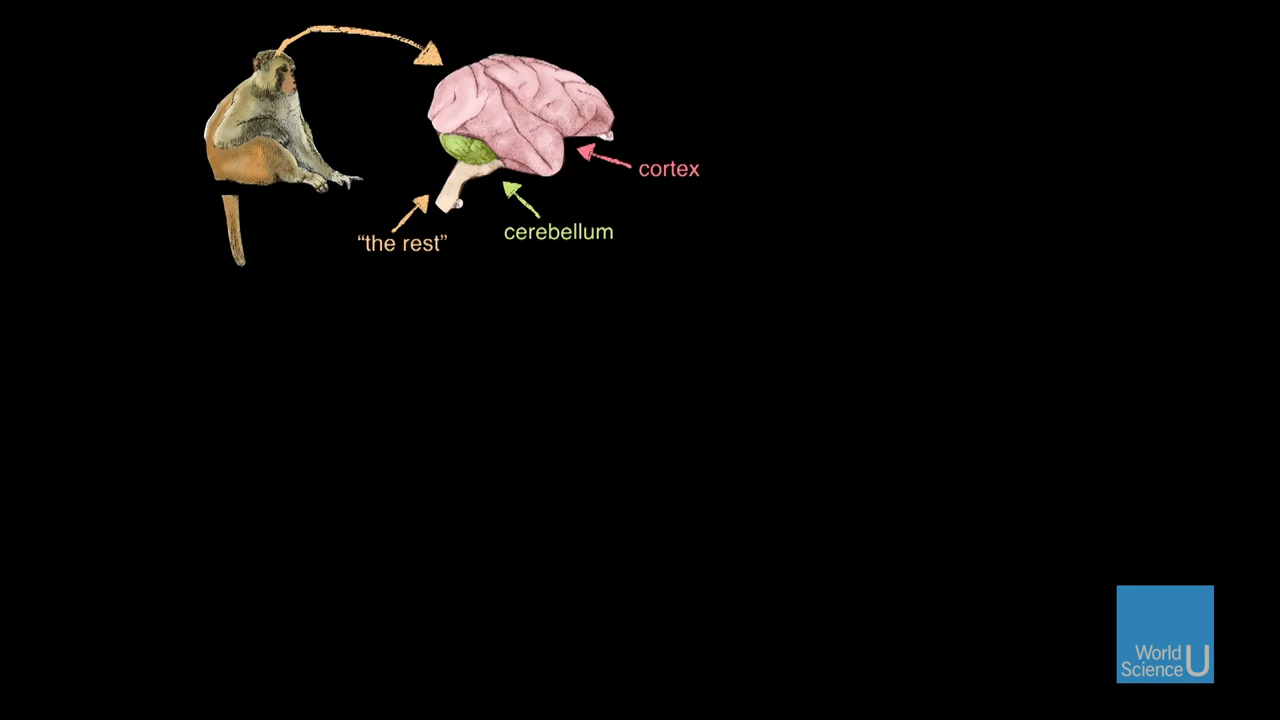 cortex
cerebellum
“the rest”
World
Science U